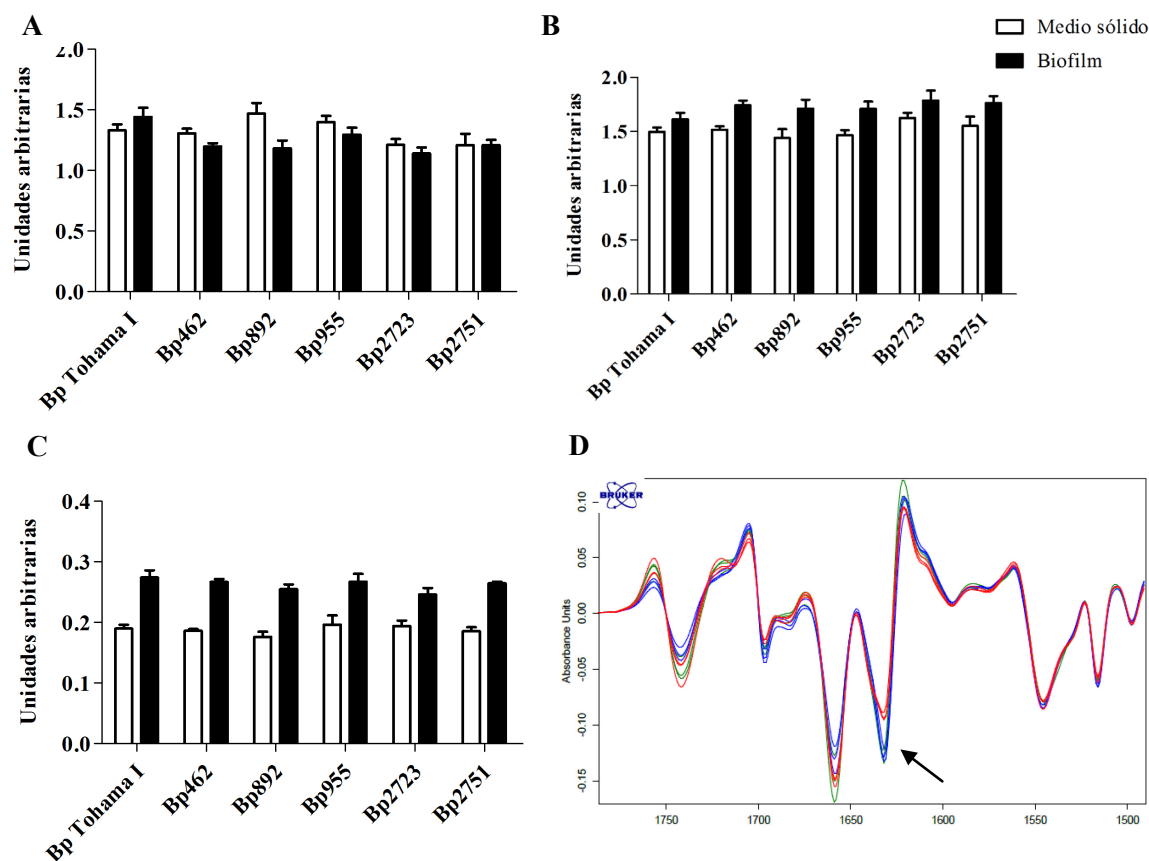 A
Unidades arbitrarias
2.0
1.5
1.0
0.5
0.0
Bp Tohama I
Bp462
Bp892
Bp955
Bp2723
Bp2751
B
Medio sólido
Biofilm
Unidades arbitrarias
2.0
1.5
1.0
0.5
0.0
Bp Tohama I
Bp462
Bp892
Bp955
Bp2723
Bp2751
C
Unidades arbitrarias
0.4
0.3
0.2
0.1
0.0
Bp Tohama I
Bp462
Bp892
Bp955
Bp2723
Bp2751
D
BRUKER
Absorbance Units
0.10
0.05
0.00
-0.05
-0.10
-0.15
1750
1700
1650
1600
1550
1500